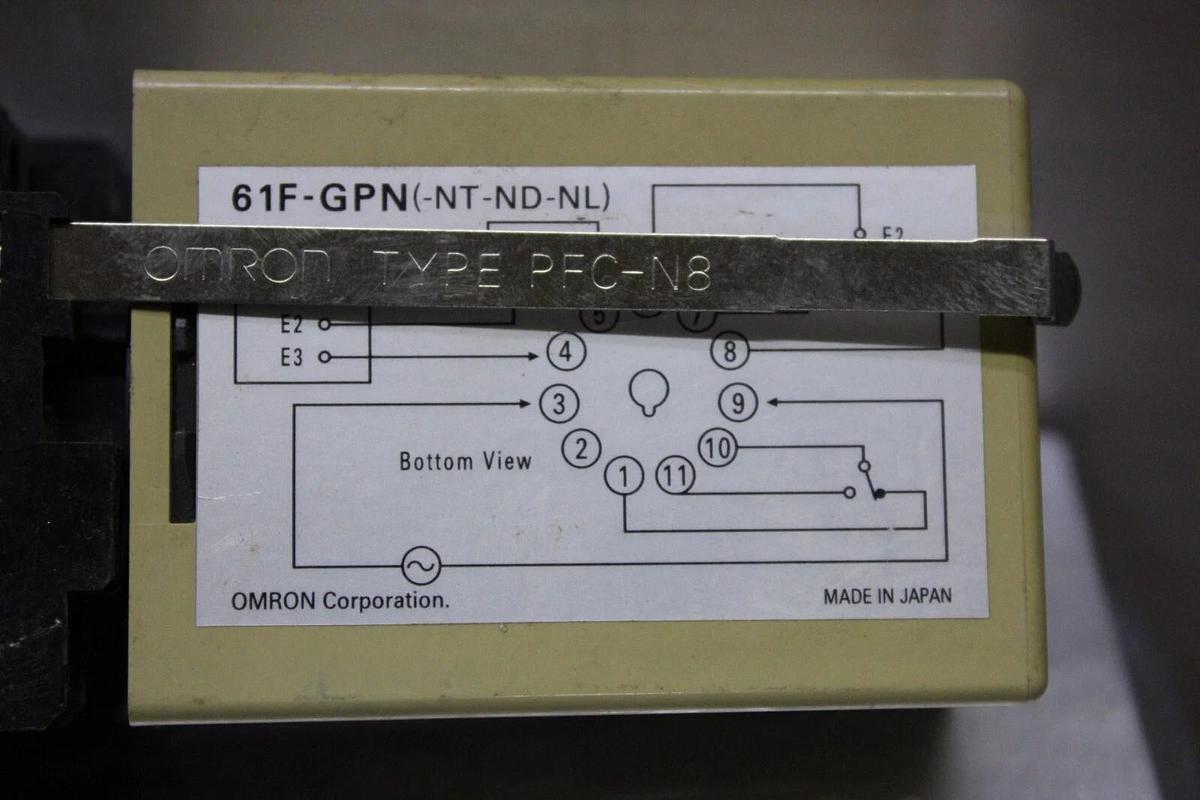 61F-GPN(-NT-ND-NL)
E2
OMRON TYPE PFC-N8
5 7
E2
E3
4 8
3 9
2 10
Bottom View
1 11
OMRON Corporation.
MADE IN JAPAN